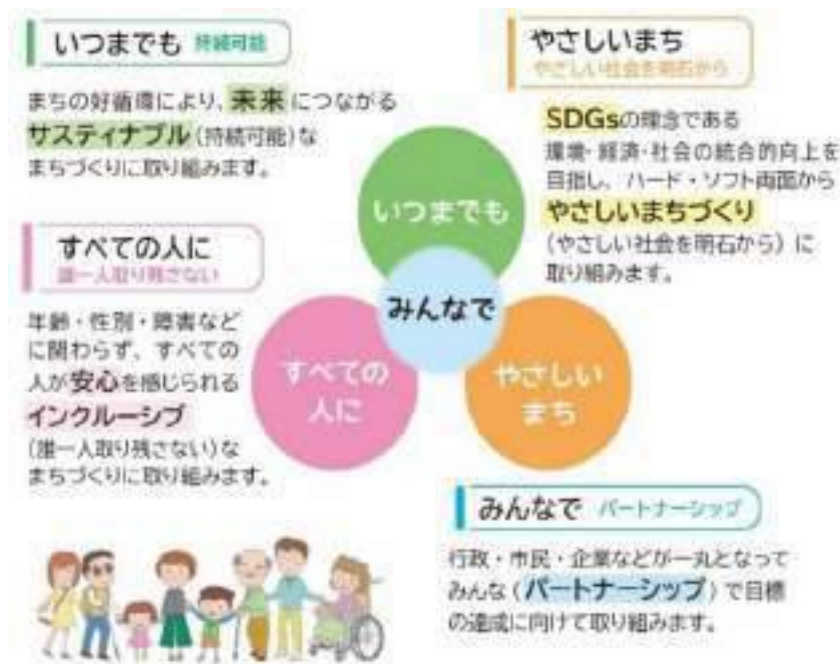 いつまでも 持続可能
まちの好循環により、未来につながる
サスティナブル(持続可能)な
まちづくりに取り組みます。
やさしいまち
やさしい社会を明石から
SDGsの理念である
環境・経済・社会の統合的向上を
目指し、ハード・ソフト両面から
やさしいまちづくり
(やさしい社会を明石から)に
取り組みます。
すべての人に
誰一人取り残さない
年齢・性別・障害など
に関わらず、すべての
人が安心を感じられる
インクルーシブ
(誰一人取り残さない)な
まちづくりに取り組みます。
いつまでも
みんなで
すべての
人に
やさしい
まち
みんなで パートナーシップ
行政・市民・企業などが一丸となって
みんな(パートナーシップ)で目標
の達成に向けて取り組みます。